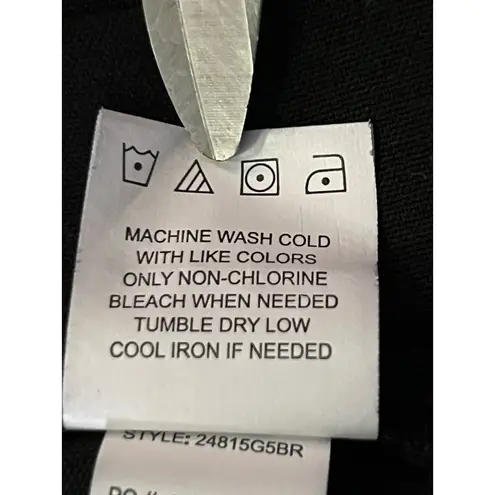 MACHINE WASH COLD
WITH LIKE COLORS
ONLY NON-CHLORINE
BLEACH WHEN NEEDED
TUMBLE DRY LOW
COOL IRON IF NEEDED
STYLE: 24815G5BR